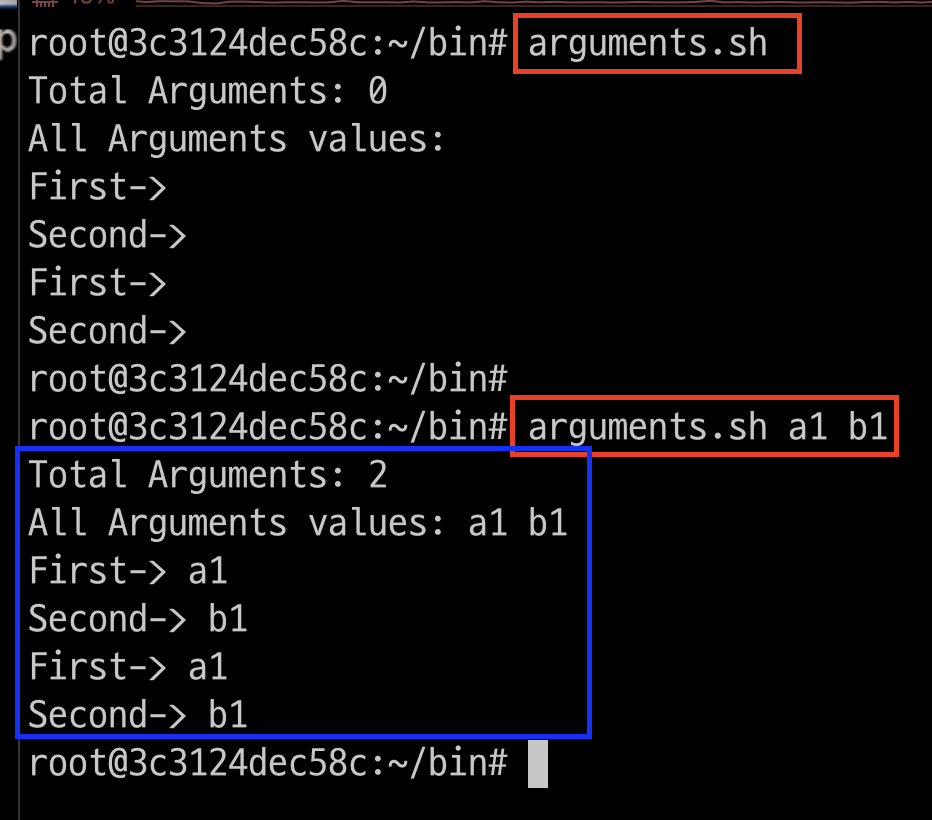 root@3c3124dec58c:~/bin# arguments.sh
Total Arguments: 0
All Arguments values:
First->
Second->
First->
Second->
root@3c3124dec58c:~/bin#
root@3c3124dec58c:~/bin# arguments.sh a1 b1
Total Arguments: 2
All Arguments values: a1 b1
First-> a1
Second-> b1
First-> a1
Second-> b1
root@3c3124dec58c:~/bin#